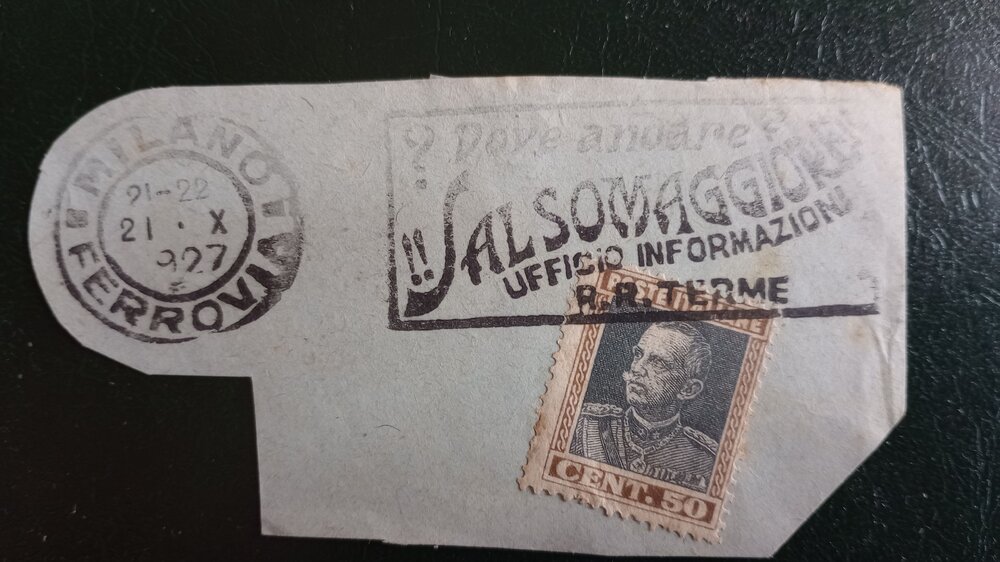 MILANO
21-22
21 . X
927
FERROVIA
? Dove andare?
!! SALSOMAGGIORE!
UFFICIO INFORMAZIONI
R.R. TERME
POSTE ITALIANE
CENT. 50